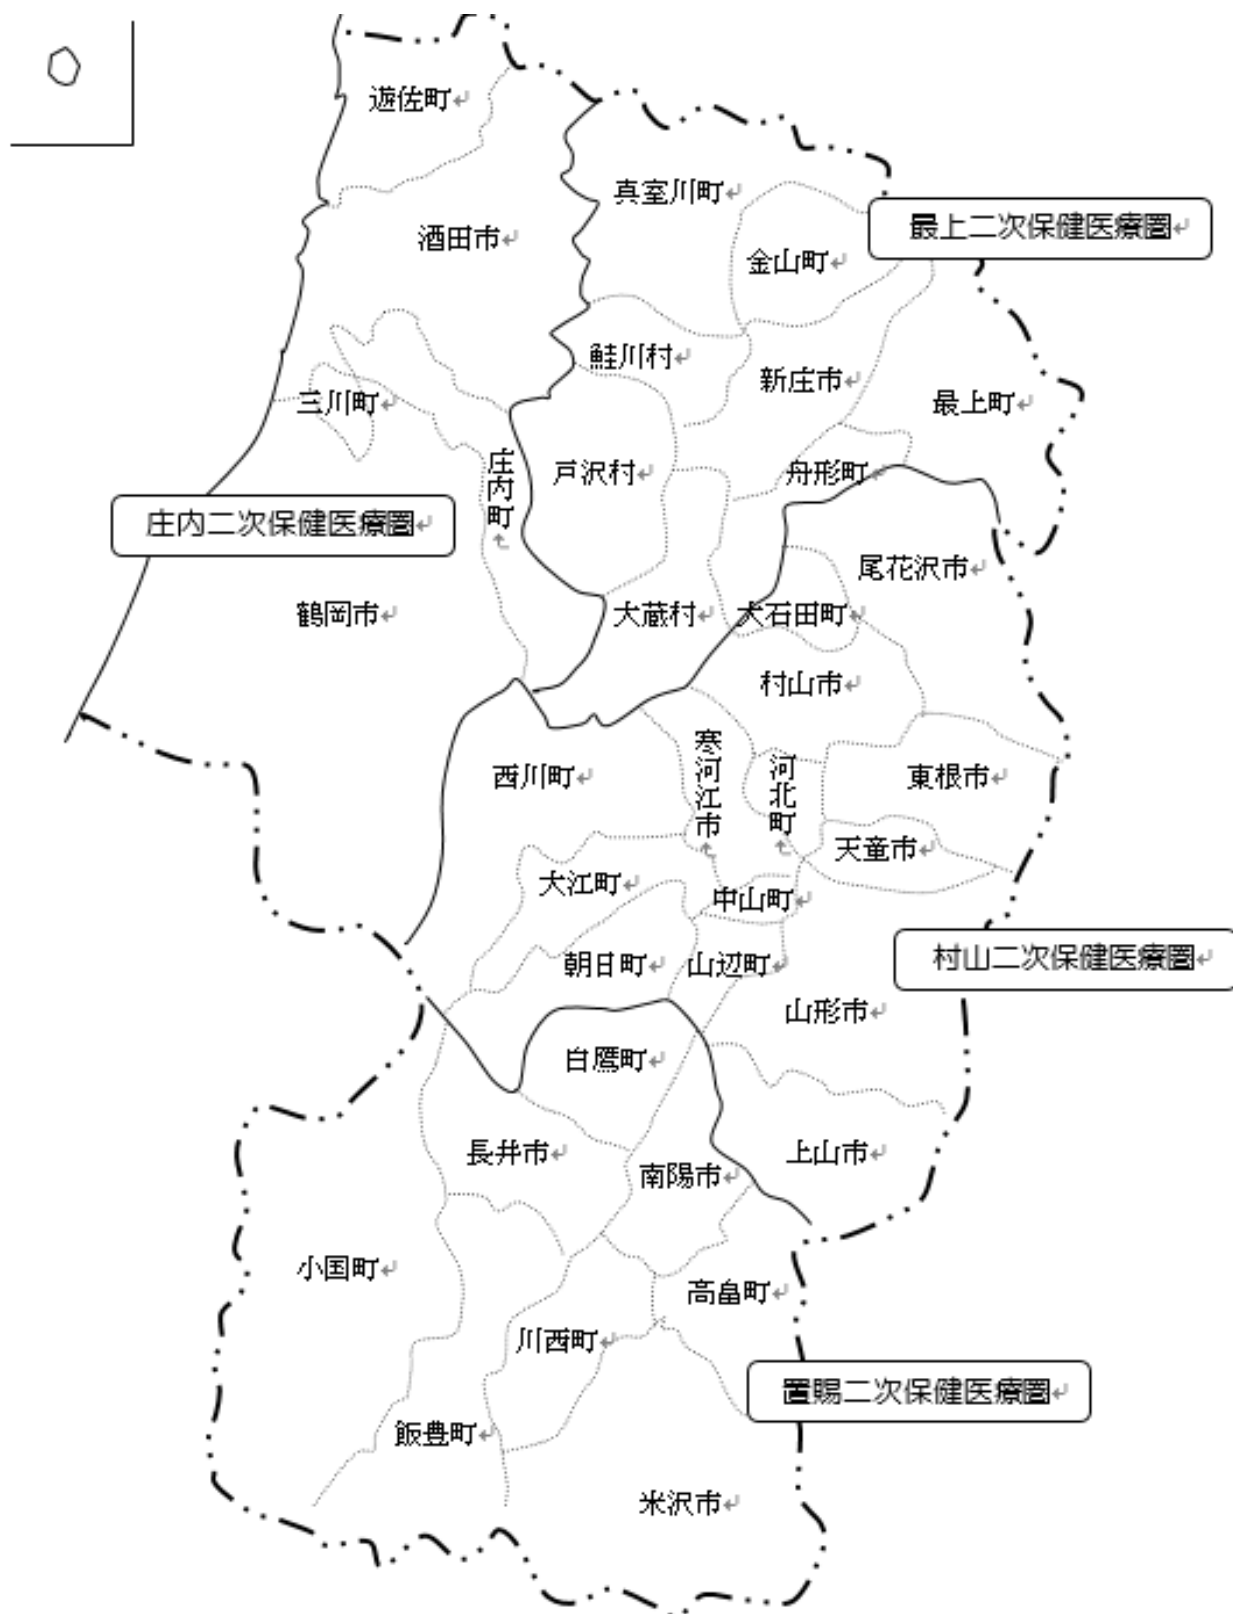 遊佐町
真室川町
最上二次保健医療圏
酒田市
金山町
鮭川村
新庄市
三川町
最上町
庄内町
戸沢村
舟形町
庄内二次保健医療圏
尾花沢市
鶴岡市
大蔵村
大石田町
村山市
西川町
寒河江市
河北町
東根市
天童市
大江町
中山町
村山二次保健医療圏
朝日町
山辺町
山形市
白鷹町
長井市
上山市
南陽市
小国町
高畠町
川西町
置賜二次保健医療圏
飯豊町
米沢市